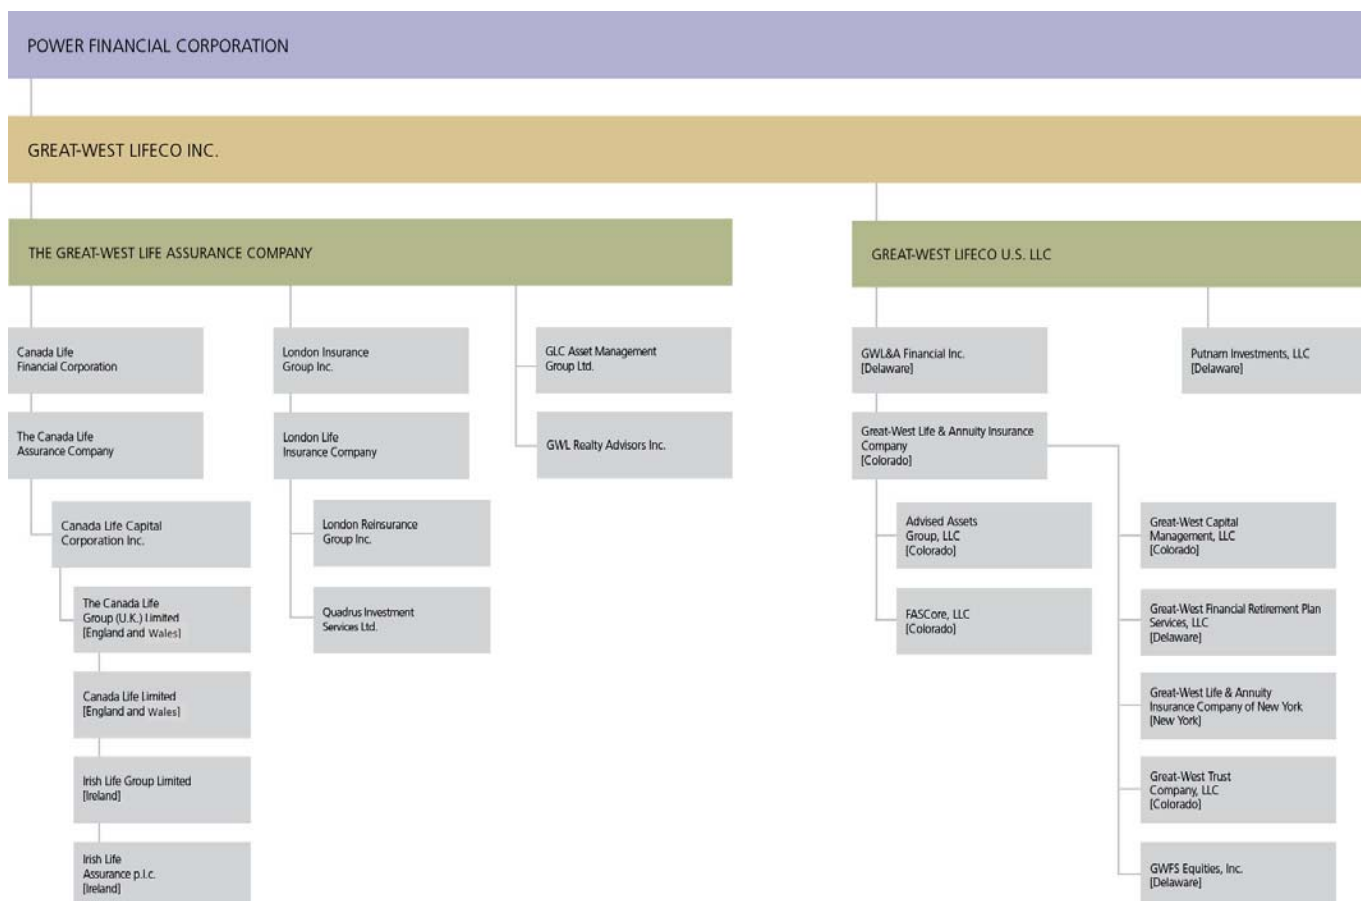 POWER FINANCIAL CORPORATION
GREAT-WEST LIFECO INC.
THE GREAT-WEST LIFE ASSURANCE COMPANY
GREAT-WEST LIFECO U.S. LLC
Canada Life
Financial Corporation
London Insurance
Group Inc.
GLC Asset Management
Group Ltd.
GWL&A Financial Inc.
[Delaware]
Putnam Investments, LLC
[Delaware]
The Canada Life
Assurance Company
London Life
Insurance Company
GWL Realty Advisors Inc.
Great-West Life & Annuity Insurance
Company
[Colorado]
Canada Life Capital
Corporation Inc.
London Reinsurance
Group Inc.
Advised Assets
Group, LLC
[Colorado]
Great-West Capital
Management, LLC
[Colorado]
The Canada Life
Group (U.K.) Limited
[England and Wales]
Quadrus Investment
Services Ltd.
FASCore, LLC
[Colorado]
Great-West Financial Retirement Plan
Services, LLC
[Delaware]
Canada Life Limited
[England and Wales]
Great-West Life & Annuity
Insurance Company of New York
[New York]
Irish Life Group Limited
[Ireland]
Great-West Trust
Company, LLC
[Colorado]
Irish Life
Assurance p.l.c.
[Ireland]
GWFS Equities, Inc.
[Delaware]